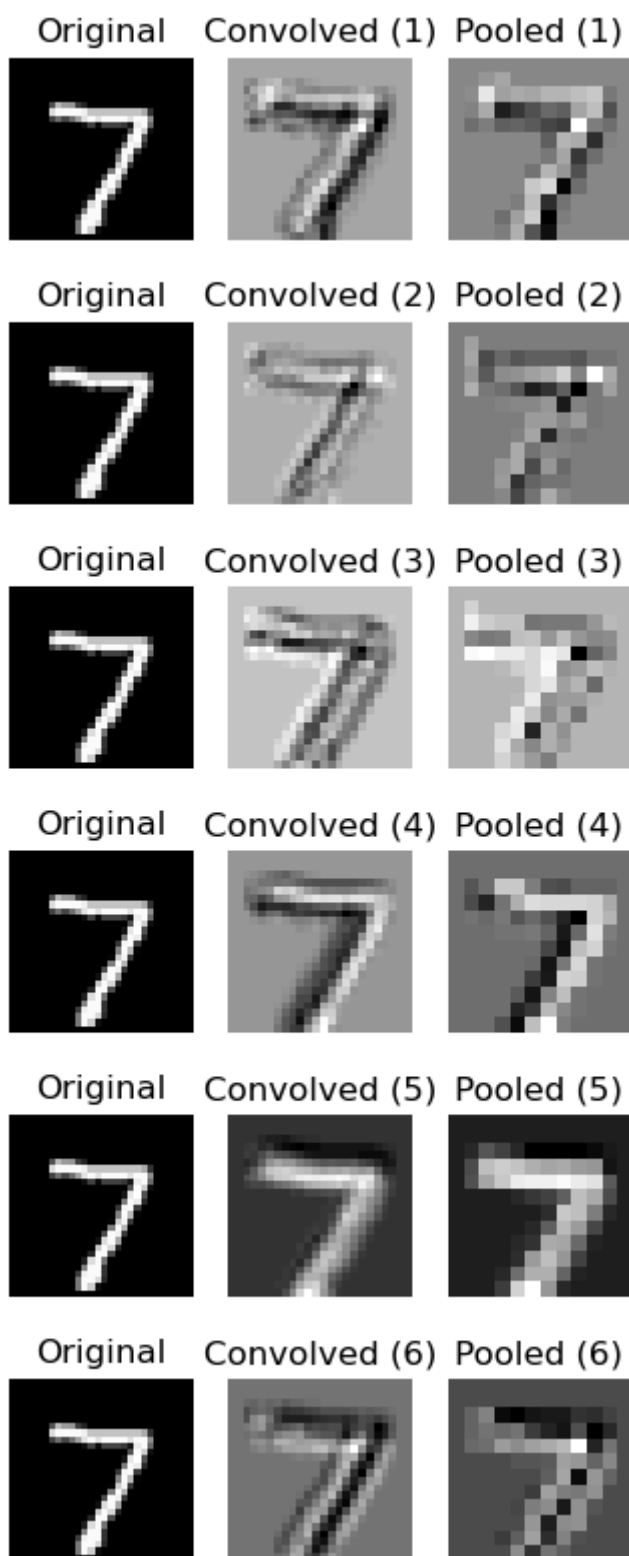 Original Convolved (1) Pooled (1)
Original Convolved (2) Pooled (2)
Original Convolved (3) Pooled (3)
Original Convolved (4) Pooled (4)
Original Convolved (5) Pooled (5)
Original Convolved (6) Pooled (6)